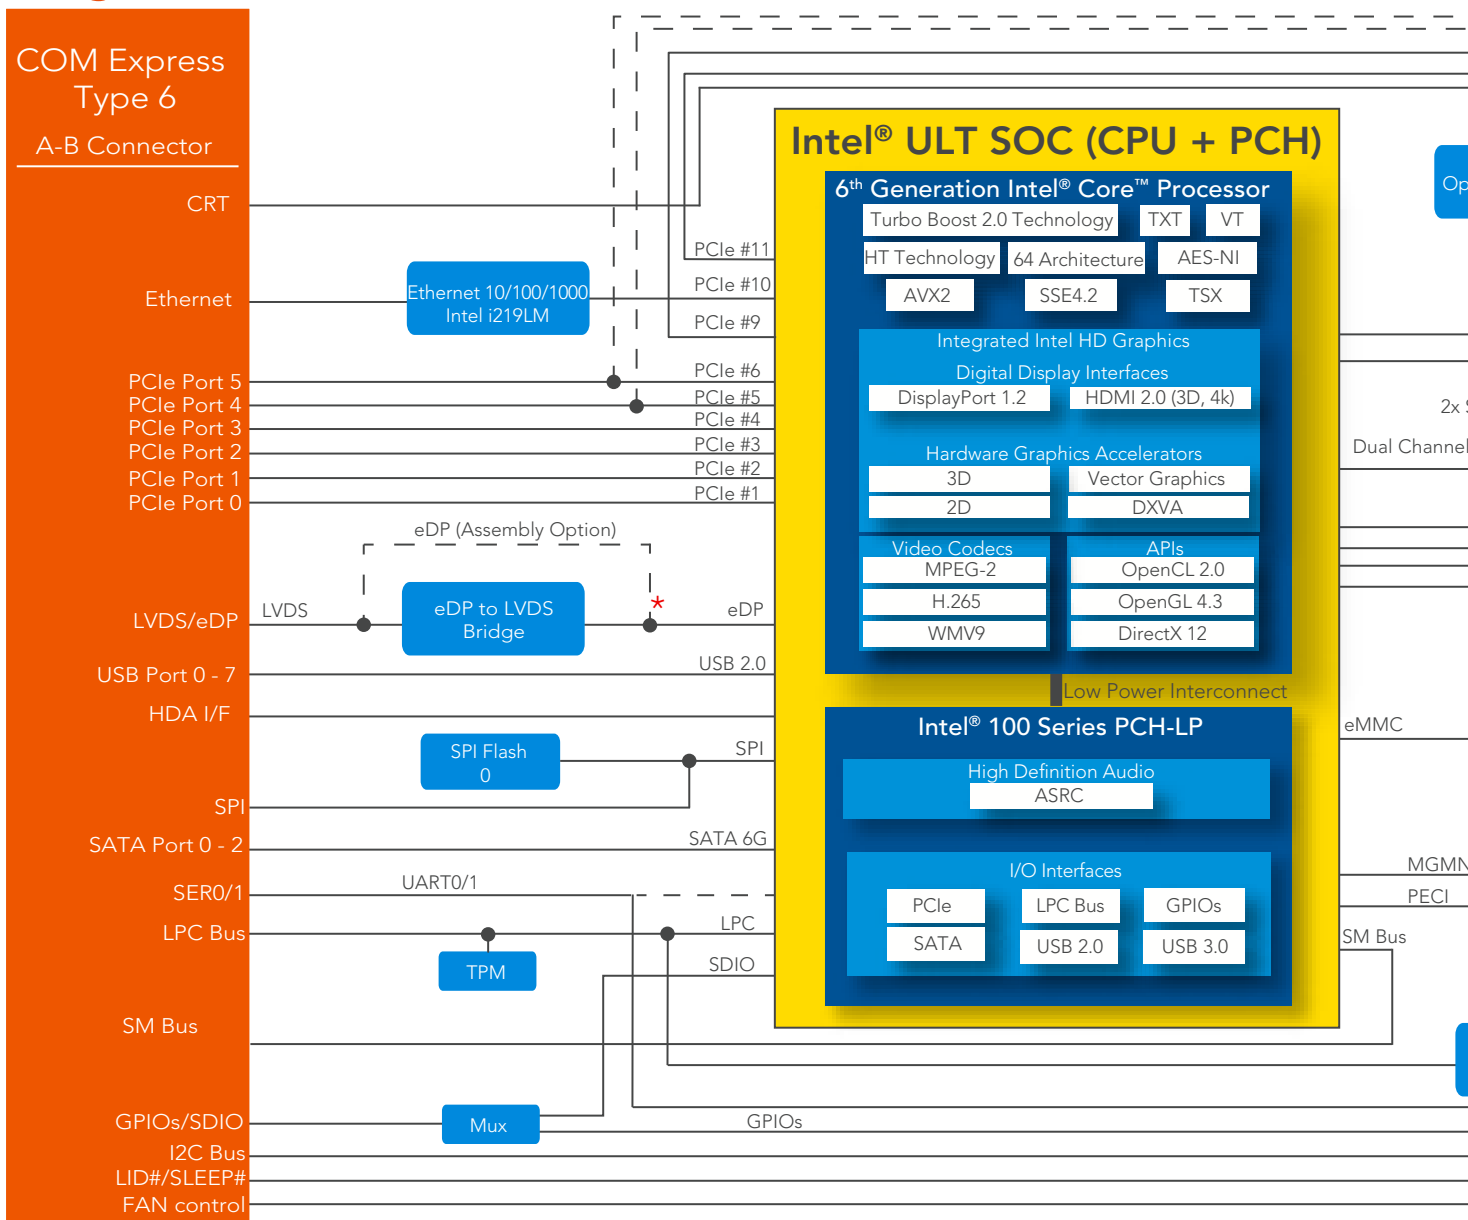 COM Express
Type 6
A-B Connector
CRT
Ethernet
PCIe Port 5
PCIe Port 4
PCIe Port 3
PCIe Port 2
PCIe Port 1
PCIe Port 0
LVDS/eDP
USB Port 0 - 7
HDA I/F
SPI
SATA Port 0 - 2
SER0/1
LPC Bus
SM Bus
GPIOs/SDIO
I2C Bus
LID#/SLEEP#
FAN control
Ethernet 10/100/1000
Intel i219LM
eDP (Assembly Option)
LVDS
eDP to LVDS
Bridge
*
eDP
USB 2.0
SPI Flash
0
SPI
SATA 6G
UART0/1
LPC
TPM
SDIO
Mux
GPIOs
PCIe #11
PCIe #10
PCIe #9
PCIe #6
PCIe #5
PCIe #4
PCIe #3
PCIe #2
PCIe #1
Intel® ULT SOC (CPU + PCH)
6th Generation Intel® Core™ Processor
Turbo Boost 2.0 Technology
TXT
VT
HT Technology
64 Architecture
AES-NI
AVX2
SSE4.2
TSX
Integrated Intel HD Graphics
Digital Display Interfaces
DisplayPort 1.2
HDMI 2.0 (3D, 4k)
Hardware Graphics Accelerators
3D
Vector Graphics
2D
DXVA
Video Codecs
MPEG-2
H.265
WMV9
APIs
OpenCL 2.0
OpenGL 4.3
DirectX 12
Low Power Interconnect
Intel® 100 Series PCH-LP
High Definition Audio
ASRC
I/O Interfaces
PCIe
LPC Bus
GPIOs
SATA
USB 2.0
USB 3.0
Op
2x S
Dual Channel
eMMC
MGMN
PECI
SM Bus